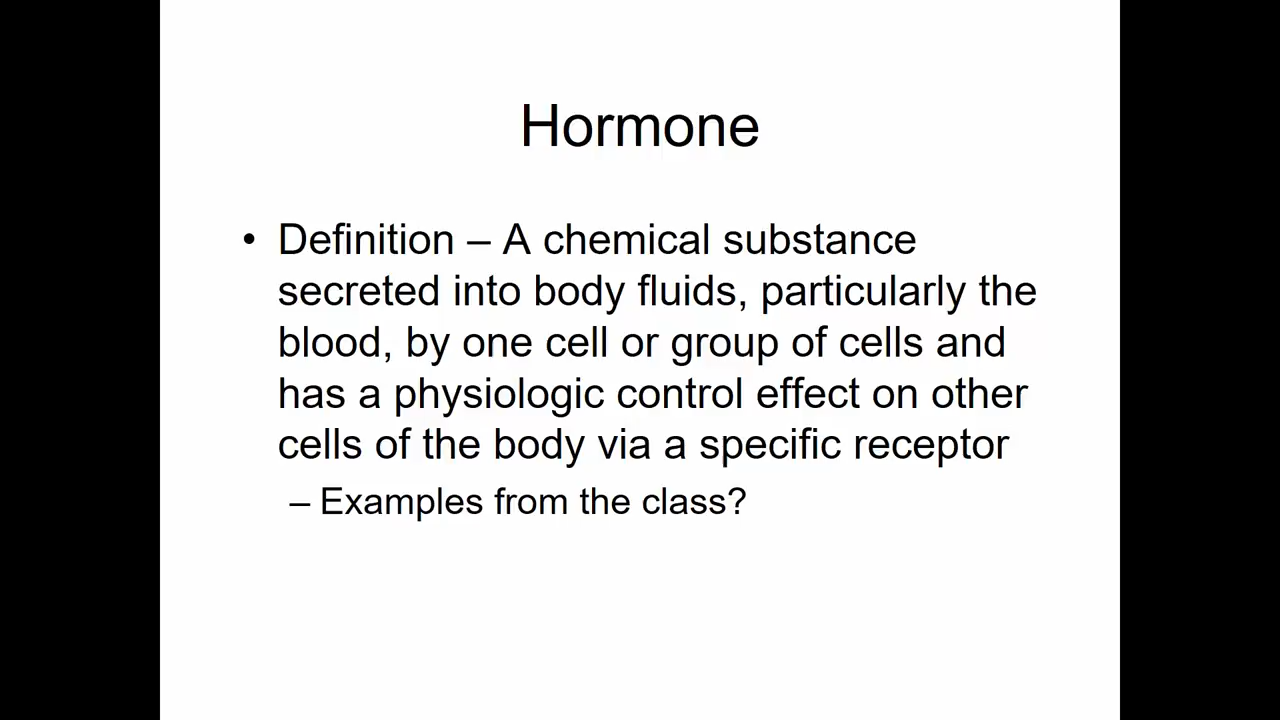 Hormone
• Definition – A chemical substance
secreted into body fluids, particularly the
blood, by one cell or group of cells and
has a physiologic control effect on other
cells of the body via a specific receptor
– Examples from the class?